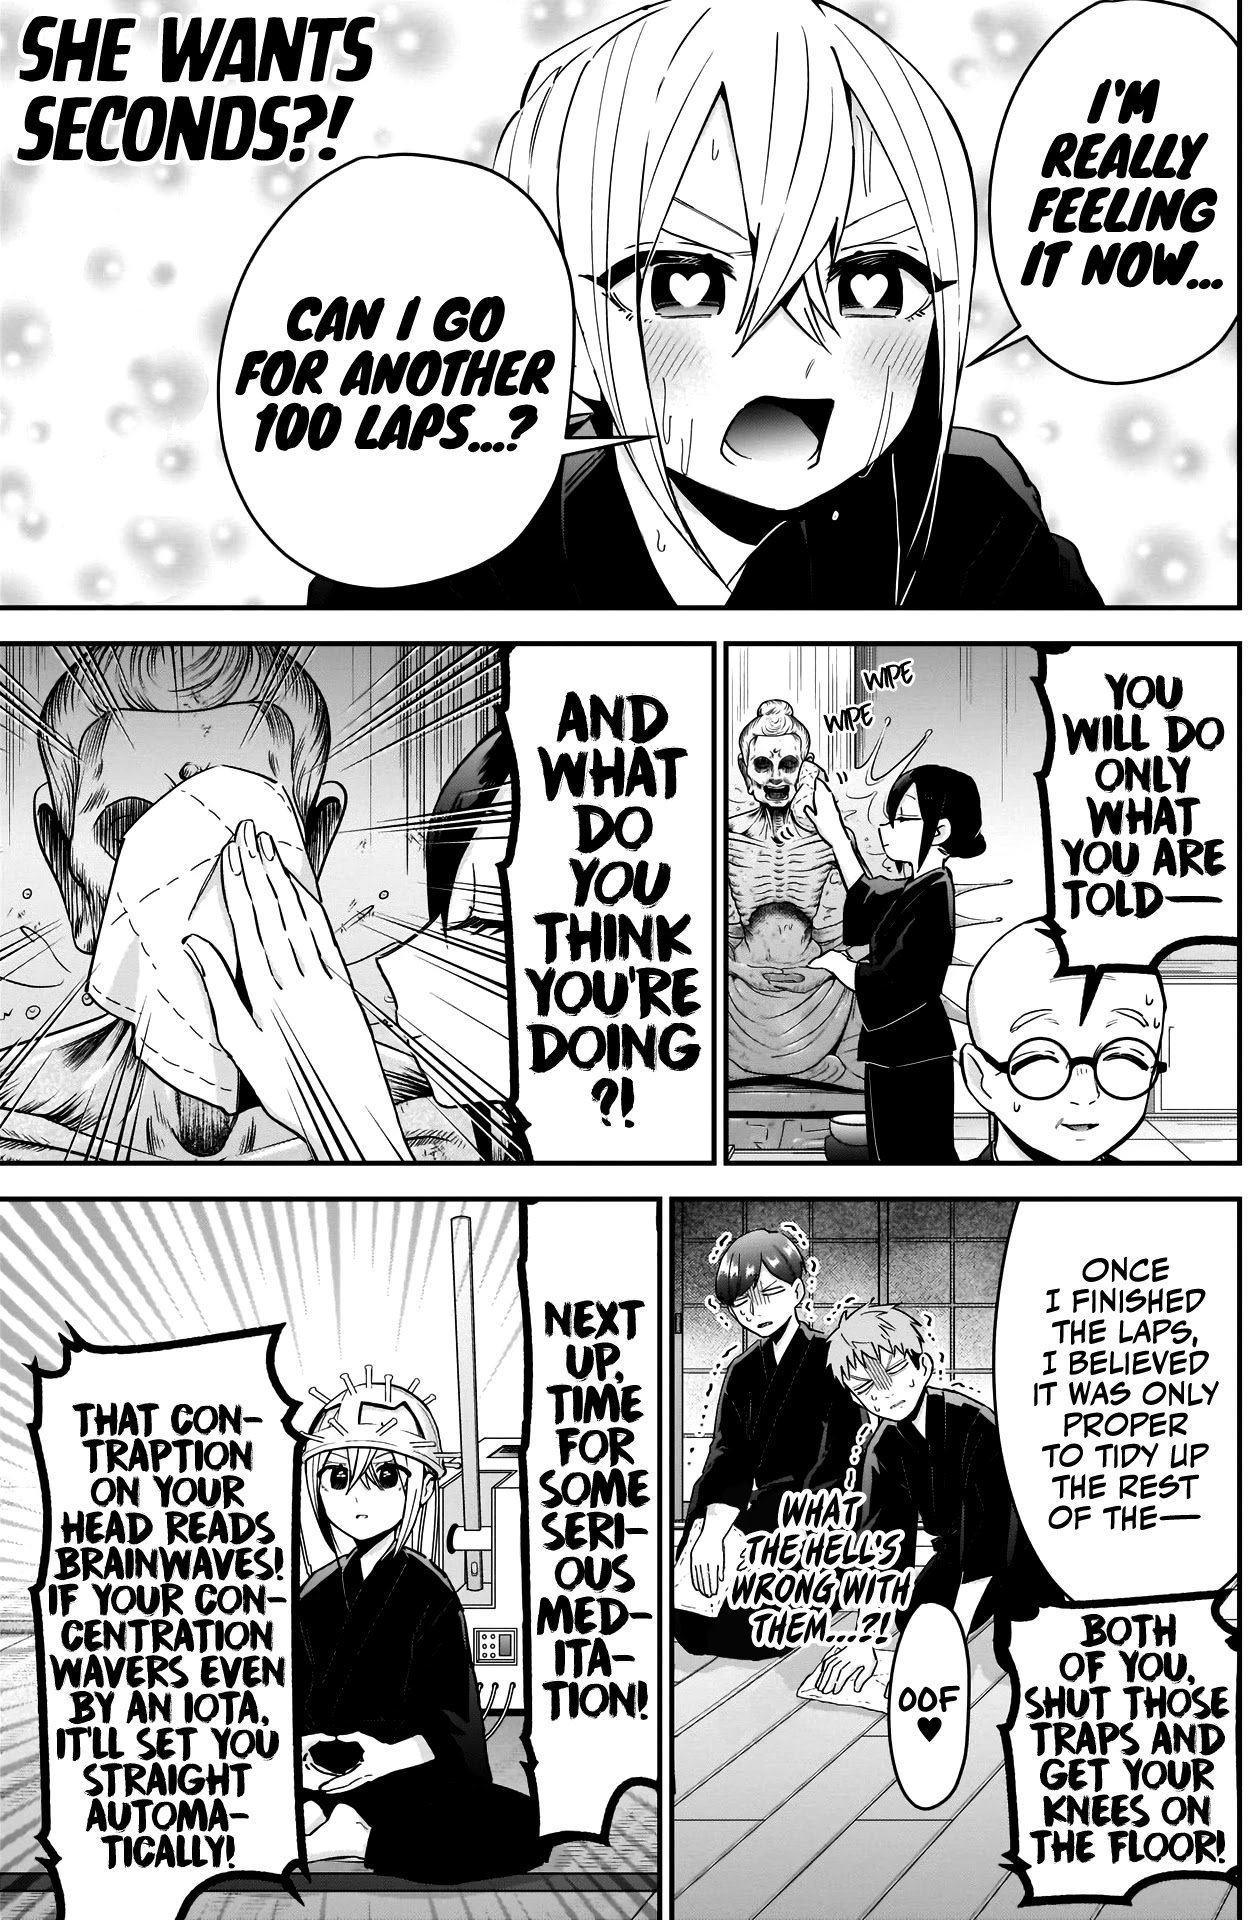 I'M
REALLY
FEELING
IT NOW...
SHE WANTS
SECONDS?!
CAN I GO
FOR ANOTHER
100 LAPS...?
YOU
WILL DO
ONLY
WHAT
YOU ARE
TOLD—
WIPE
WIPE
AND
WHAT
DO
YOU
THINK
YOU'RE
DOING
?!
ONCE
I FINISHED
THE LAPS,
I BELIEVED
IT WAS ONLY
PROPER
TO TIDY UP
THE REST
OF THE—
BOTH
OF YOU,
SHUT THOSE
TRAPS AND
GET YOUR
KNEES ON
THE FLOOR!
OOF
♥
WHAT
THE HELL'S
WRONG WITH
THEM...?!
NEXT
UP,
TIME
FOR
SOME
SERI-
OUS
MED-
ITA-
TION!
THAT CON-
TRAPTION
ON YOUR
HEAD READS
BRAINWAVES!
IF YOUR CON-
CENTRATION
WAVERS EVEN
BY AN IOTA,
IT'LL SET YOU
STRAIGHT
AUTOMA-
TICALLY!